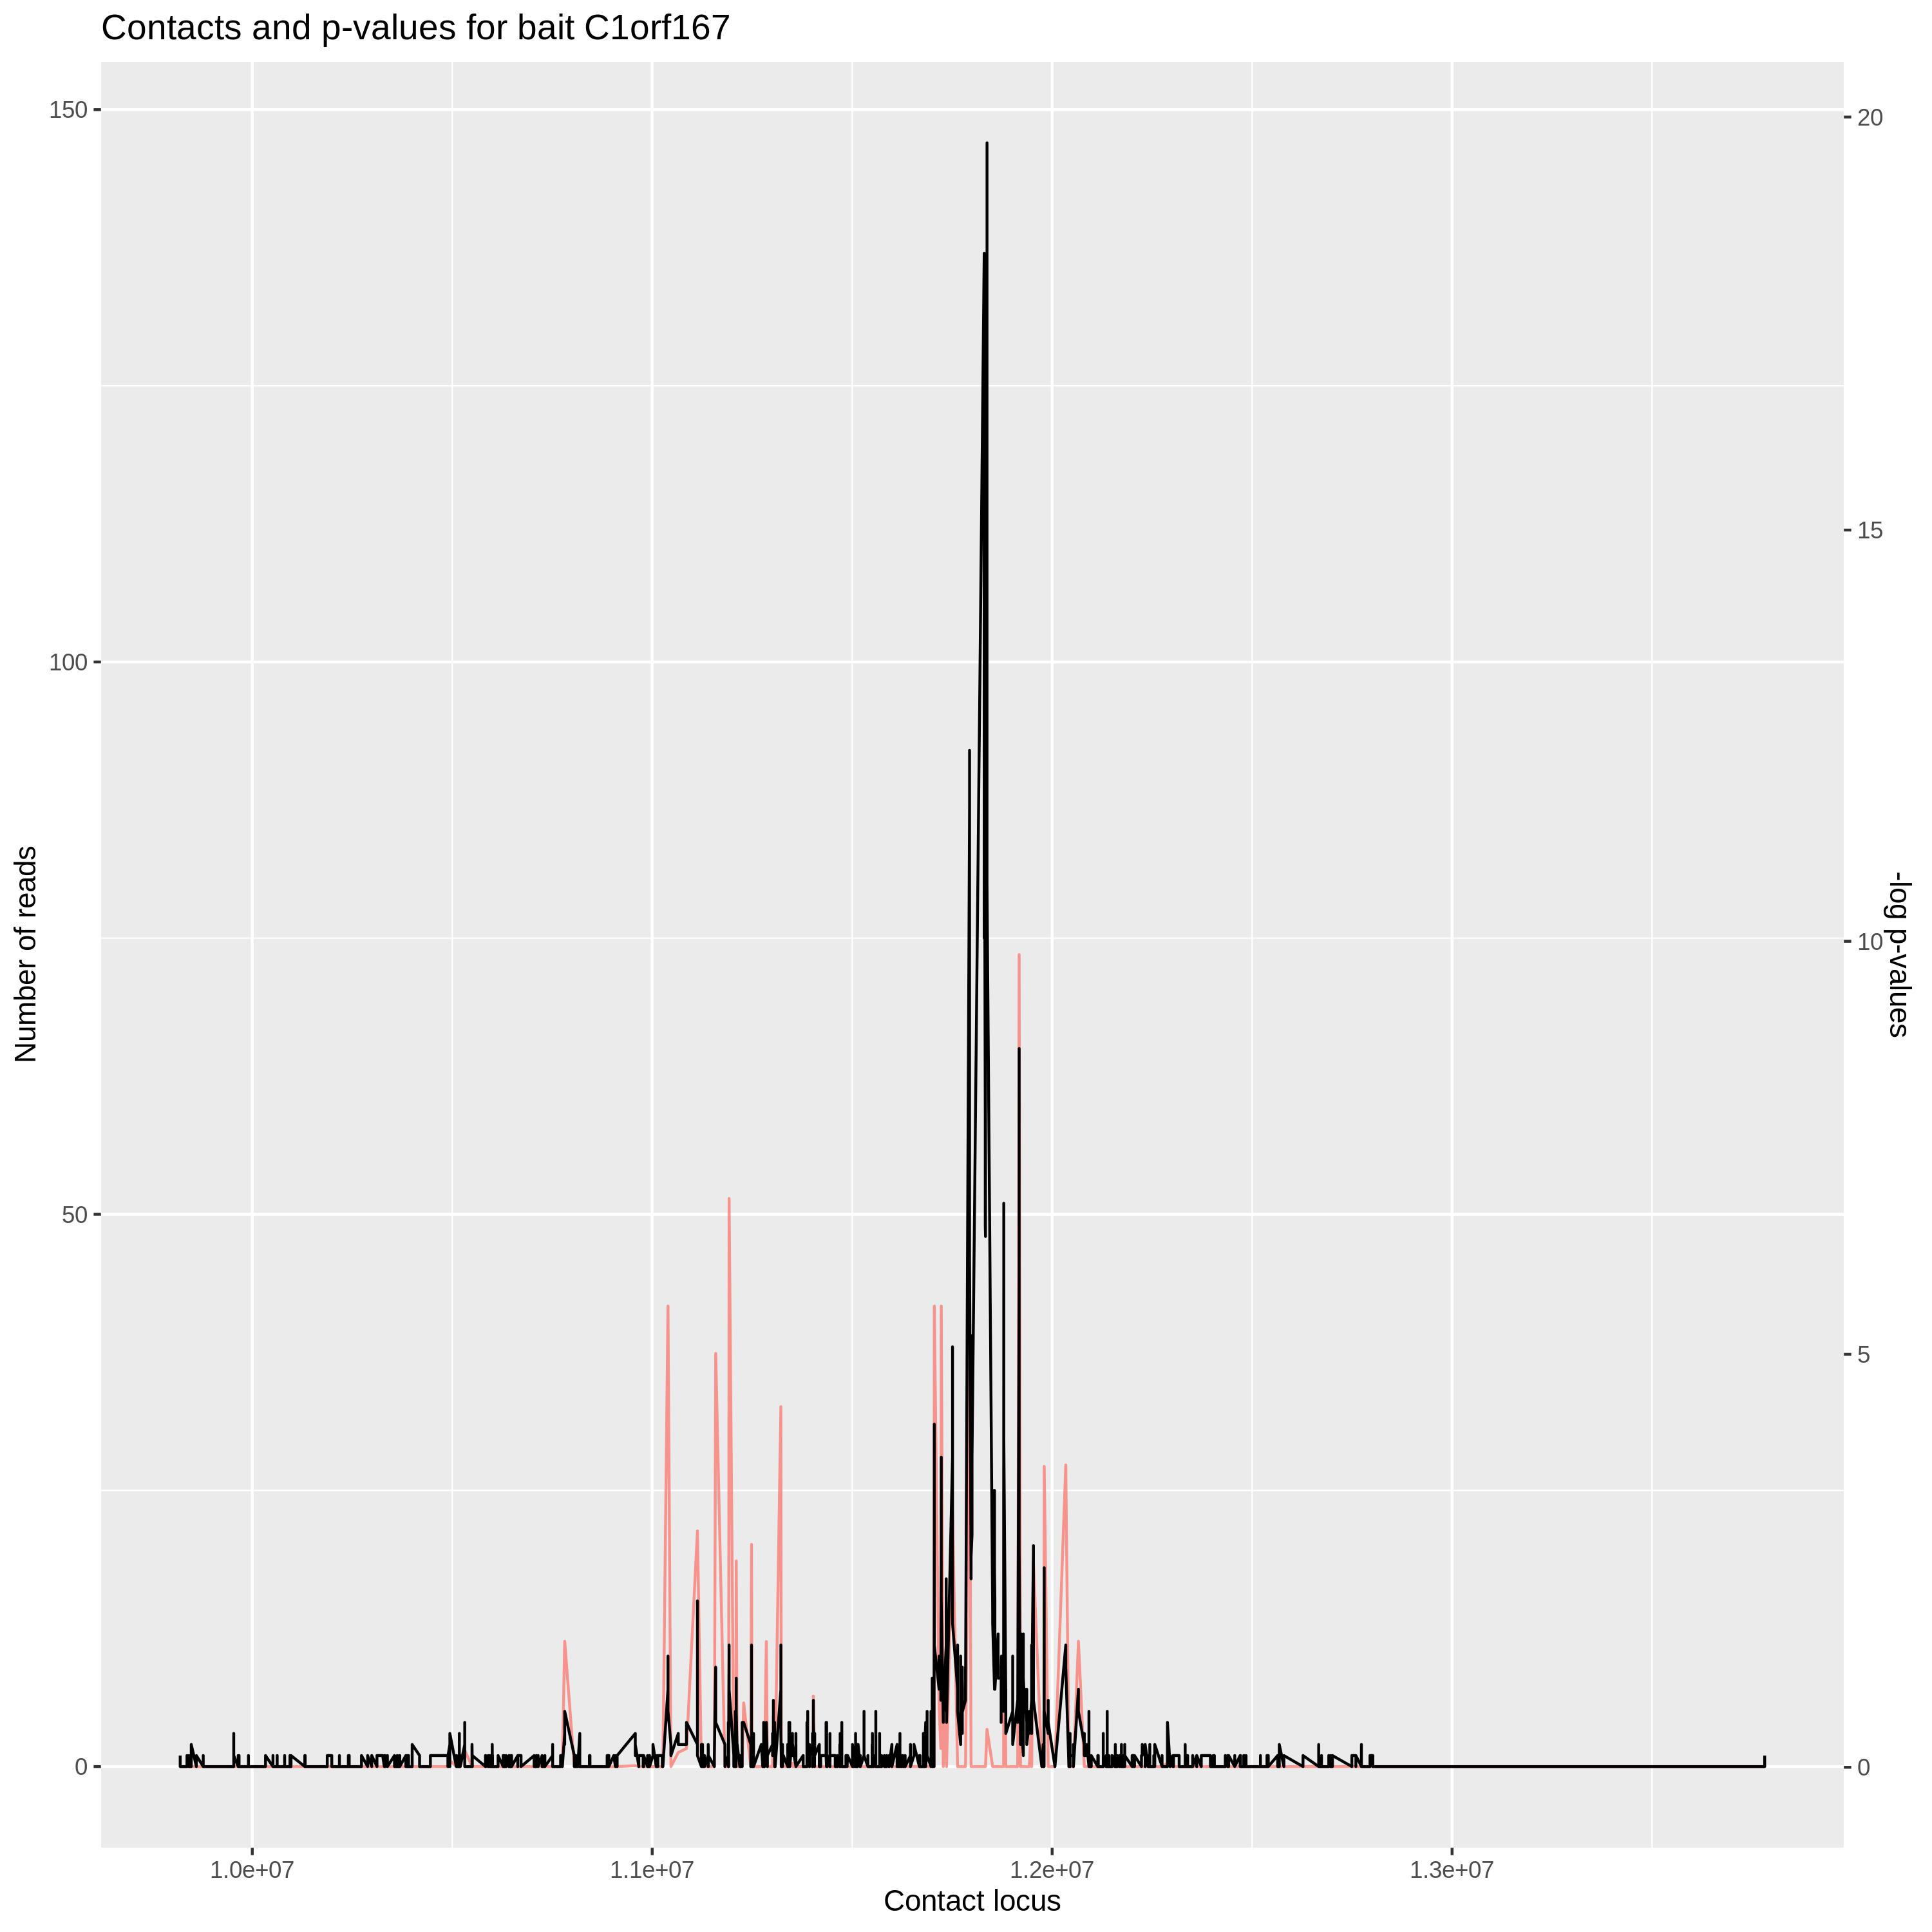 Contacts and p-values for bait C1orf167
150
100
50
0
Number of reads
20
15
10
5
0
-log p-values
1.0e+07
1.1e+07
1.2e+07
1.3e+07
Contact locus